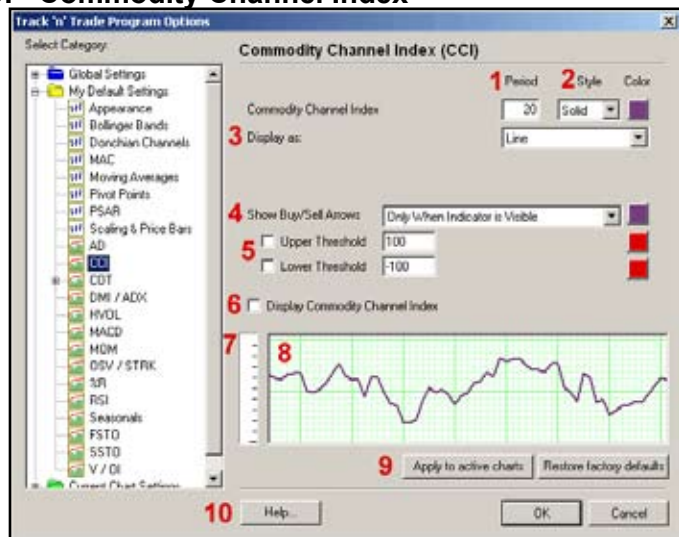 Commodity Channel Index
Track 'n' Trade Program Options
Select Category:
Global Settings
My Default Settings
Appearance
Bollinger Bands
Donchian Channels
MAC
Moving Averages
Pivot Points
PSAR
Scaling & Price Bars
AD
CCI
COT
DMI / ADX
HVOL
MACD
MOM
OSV / STRK
%R
RSI
Seasonals
FSTO
SSTO
V / OI
Current Chart Settings
Commodity Channel Index (CCI)
1 Period 2 Style Color
Commodity Channel Index 20 Solid
3 Display as: Line
4 Show Buy/Sell Arrows Only When Indicator is Visible
5
Upper Threshold 100
Lower Threshold -100
6 Display Commodity Channel Index
7 8
9 Apply to active charts Restore factory defaults
10 Help... OK Cancel